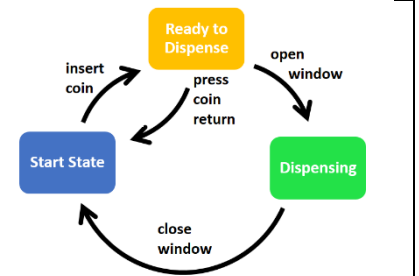 Ready to
Dispense
insert
coin
press
coin
return
open
window
Start State
Dispensing
close
window